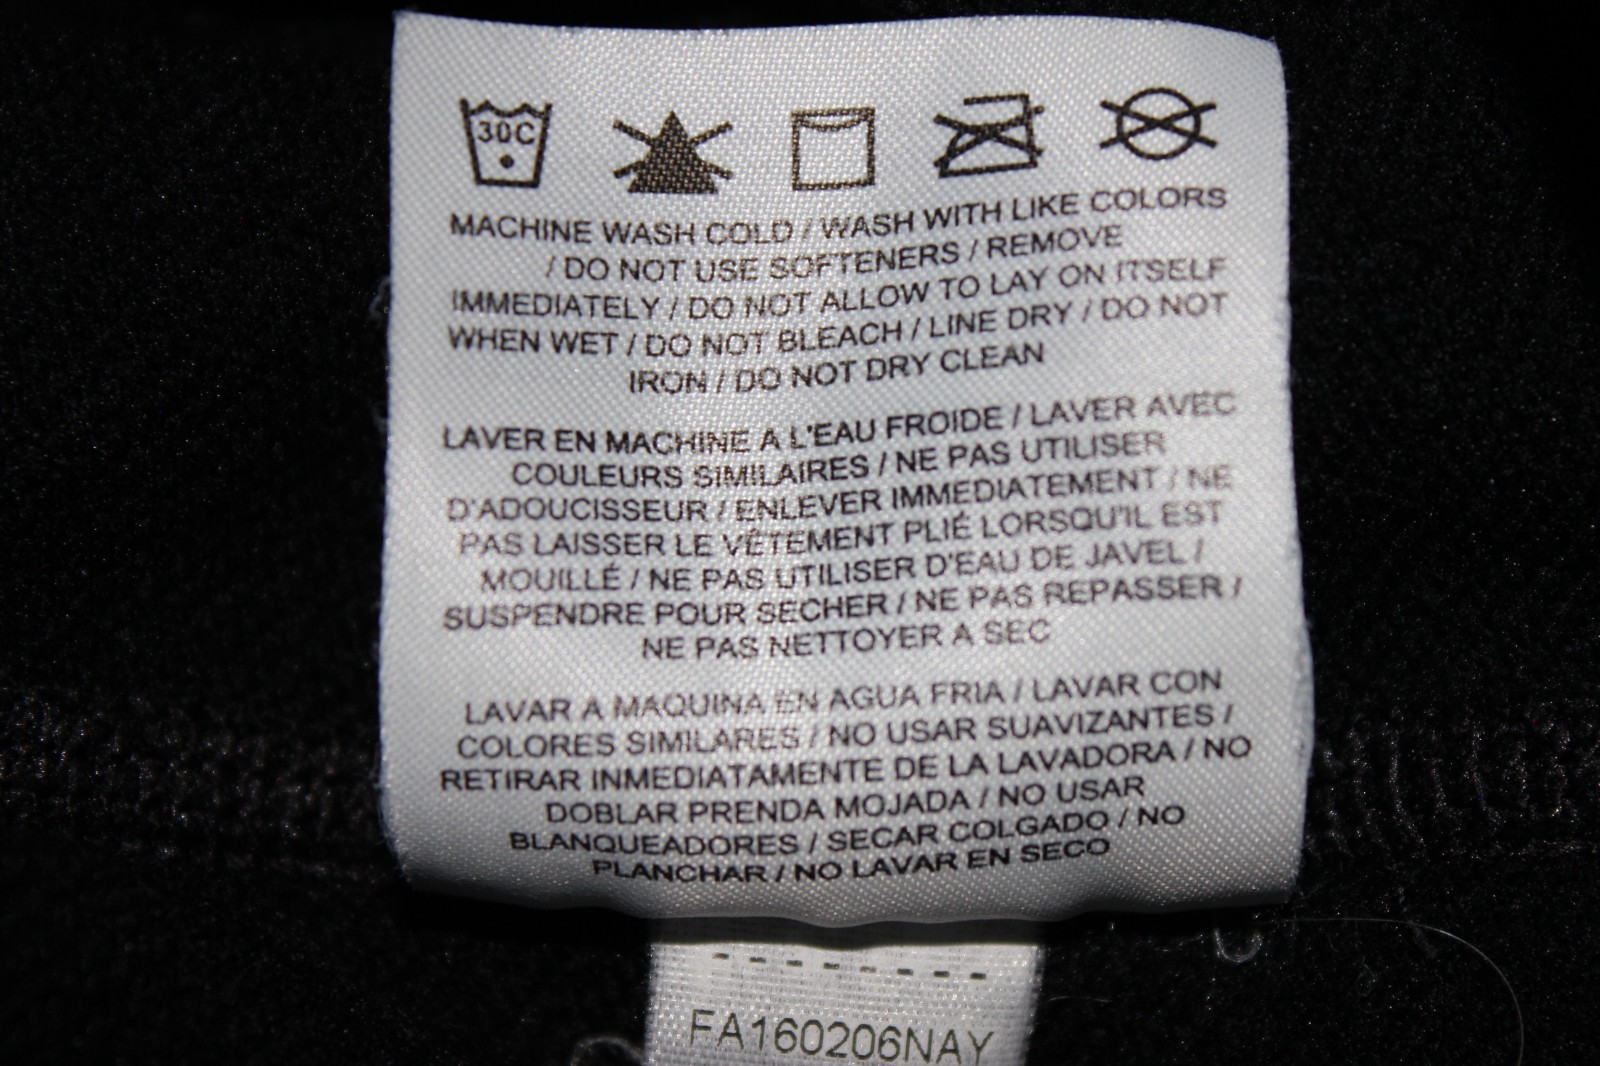 30C
MACHINE WASH COLD / WASH WITH LIKE COLORS
/ DO NOT USE SOFTENERS / REMOVE
IMMEDIATELY / DO NOT ALLOW TO LAY ON ITSELF
WHEN WET / DO NOT BLEACH / LINE DRY / DO NOT
IRON / DO NOT DRY CLEAN
LAVER EN MACHINE A L'EAU FROIDE / LAVER AVEC
COULEURS SIMILAIRES / NE PAS UTILISER
D'ADOUCISSEUR / ENLEVER IMMEDIATEMENT / NE
PAS LAISSER LE VÊTEMENT PLIÉ LORSQU'IL EST
MOUILLÉ / NE PAS UTILISER D'EAU DE JAVEL /
SUSPENDRE POUR SECHER / NE PAS REPASSER /
NE PAS NETTOYER A SEC
LAVAR A MAQUINA EN AGUA FRIA / LAVAR CON
COLORES SIMILARES / NO USAR SUAVIZANTES /
RETIRAR INMEDIATAMENTE DE LA LAVADORA / NO
DOBLAR PRENDA MOJADA / NO USAR
BLANQUEADORES / SECAR COLGADO / NO
PLANCHAR / NO LAVAR EN SECO
FA160206NAY